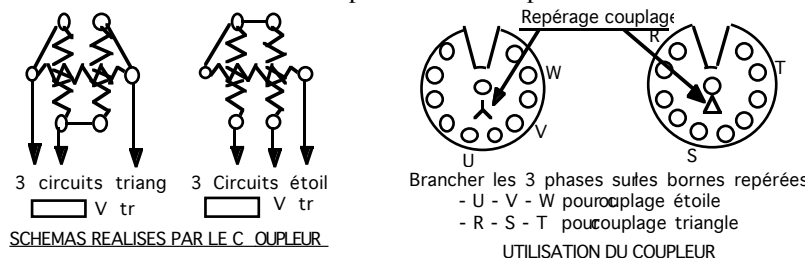 Repérage couplage
R
W
T
V
U
S
3 circuits triang
3 Circuits étoil
V tr
V tr
SCHEMAS REALISES PAR LE C OUPLEUR
Brancher les 3 phases sur les bornes repérées
- U - V - W pour couplage étoile
- R - S - T pour couplage triangle
UTILISATION DU COUPLEUR